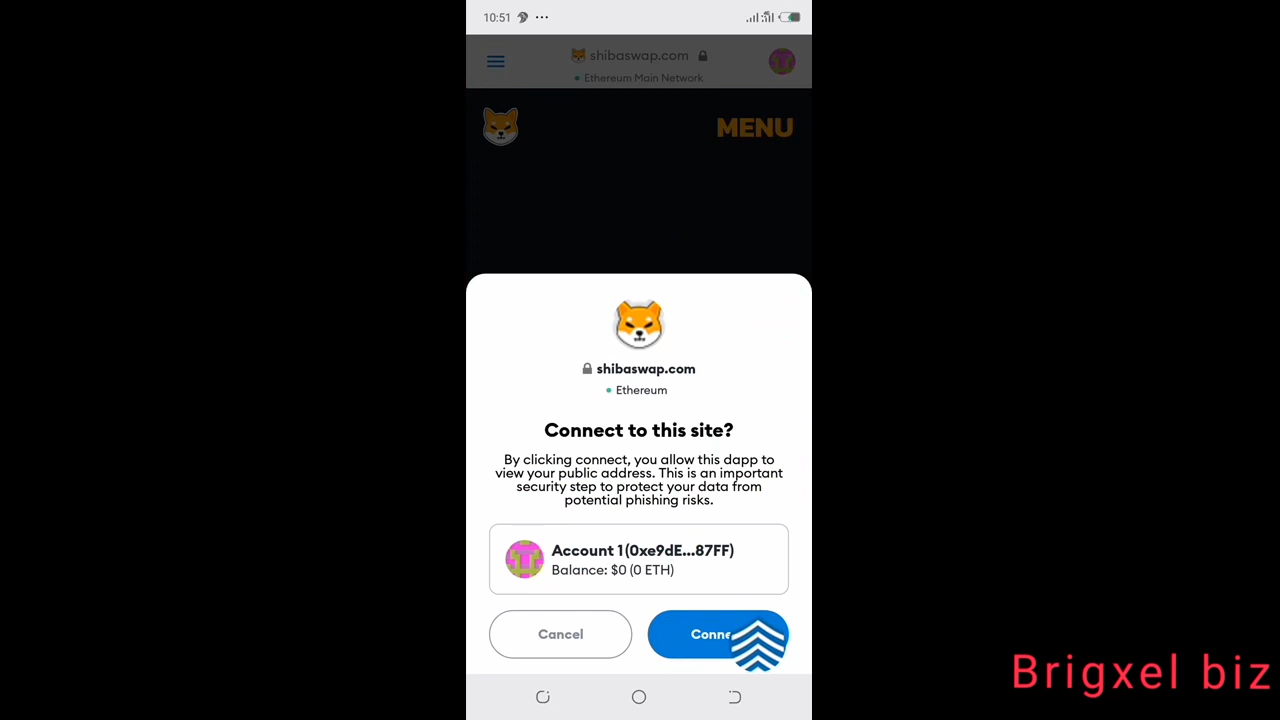 10:51
shibaswap.com
Ethereum Main Network
MENU
shibaswap.com
Ethereum
Connect to this site?
By clicking connect, you allow this dapp to
view your public address. This is an important
security step to protect your data from
potential phishing risks.
Account 1 (0xe9dE...87FF)
Balance: $0 (0 ETH)
Cancel
Conne
Brigxel biz